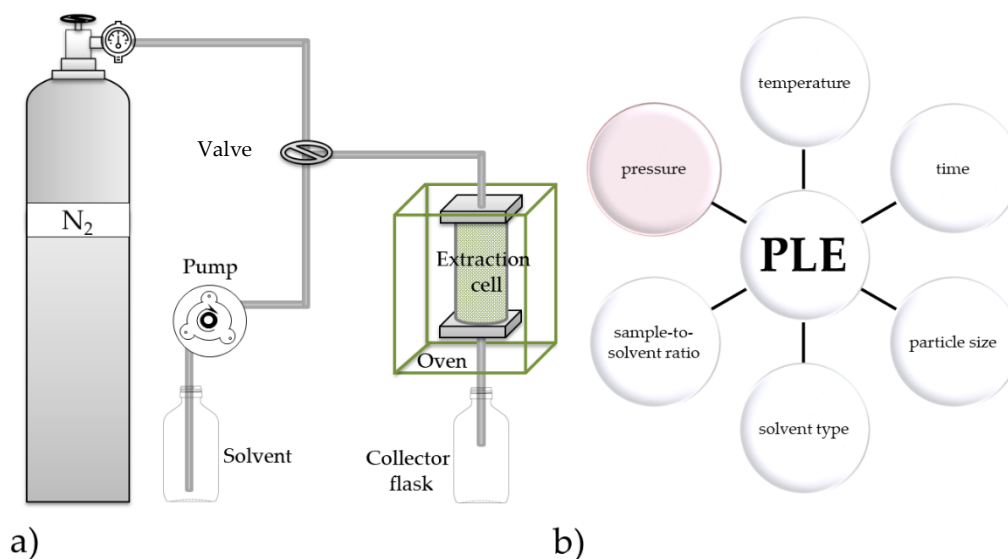 Valve
N2
Pump
Extraction
cell
Oven
Solvent
Collector
flask
a)
temperature
pressure
time
PLE
sample-to-
solvent ratio
particle size
solvent type
b)